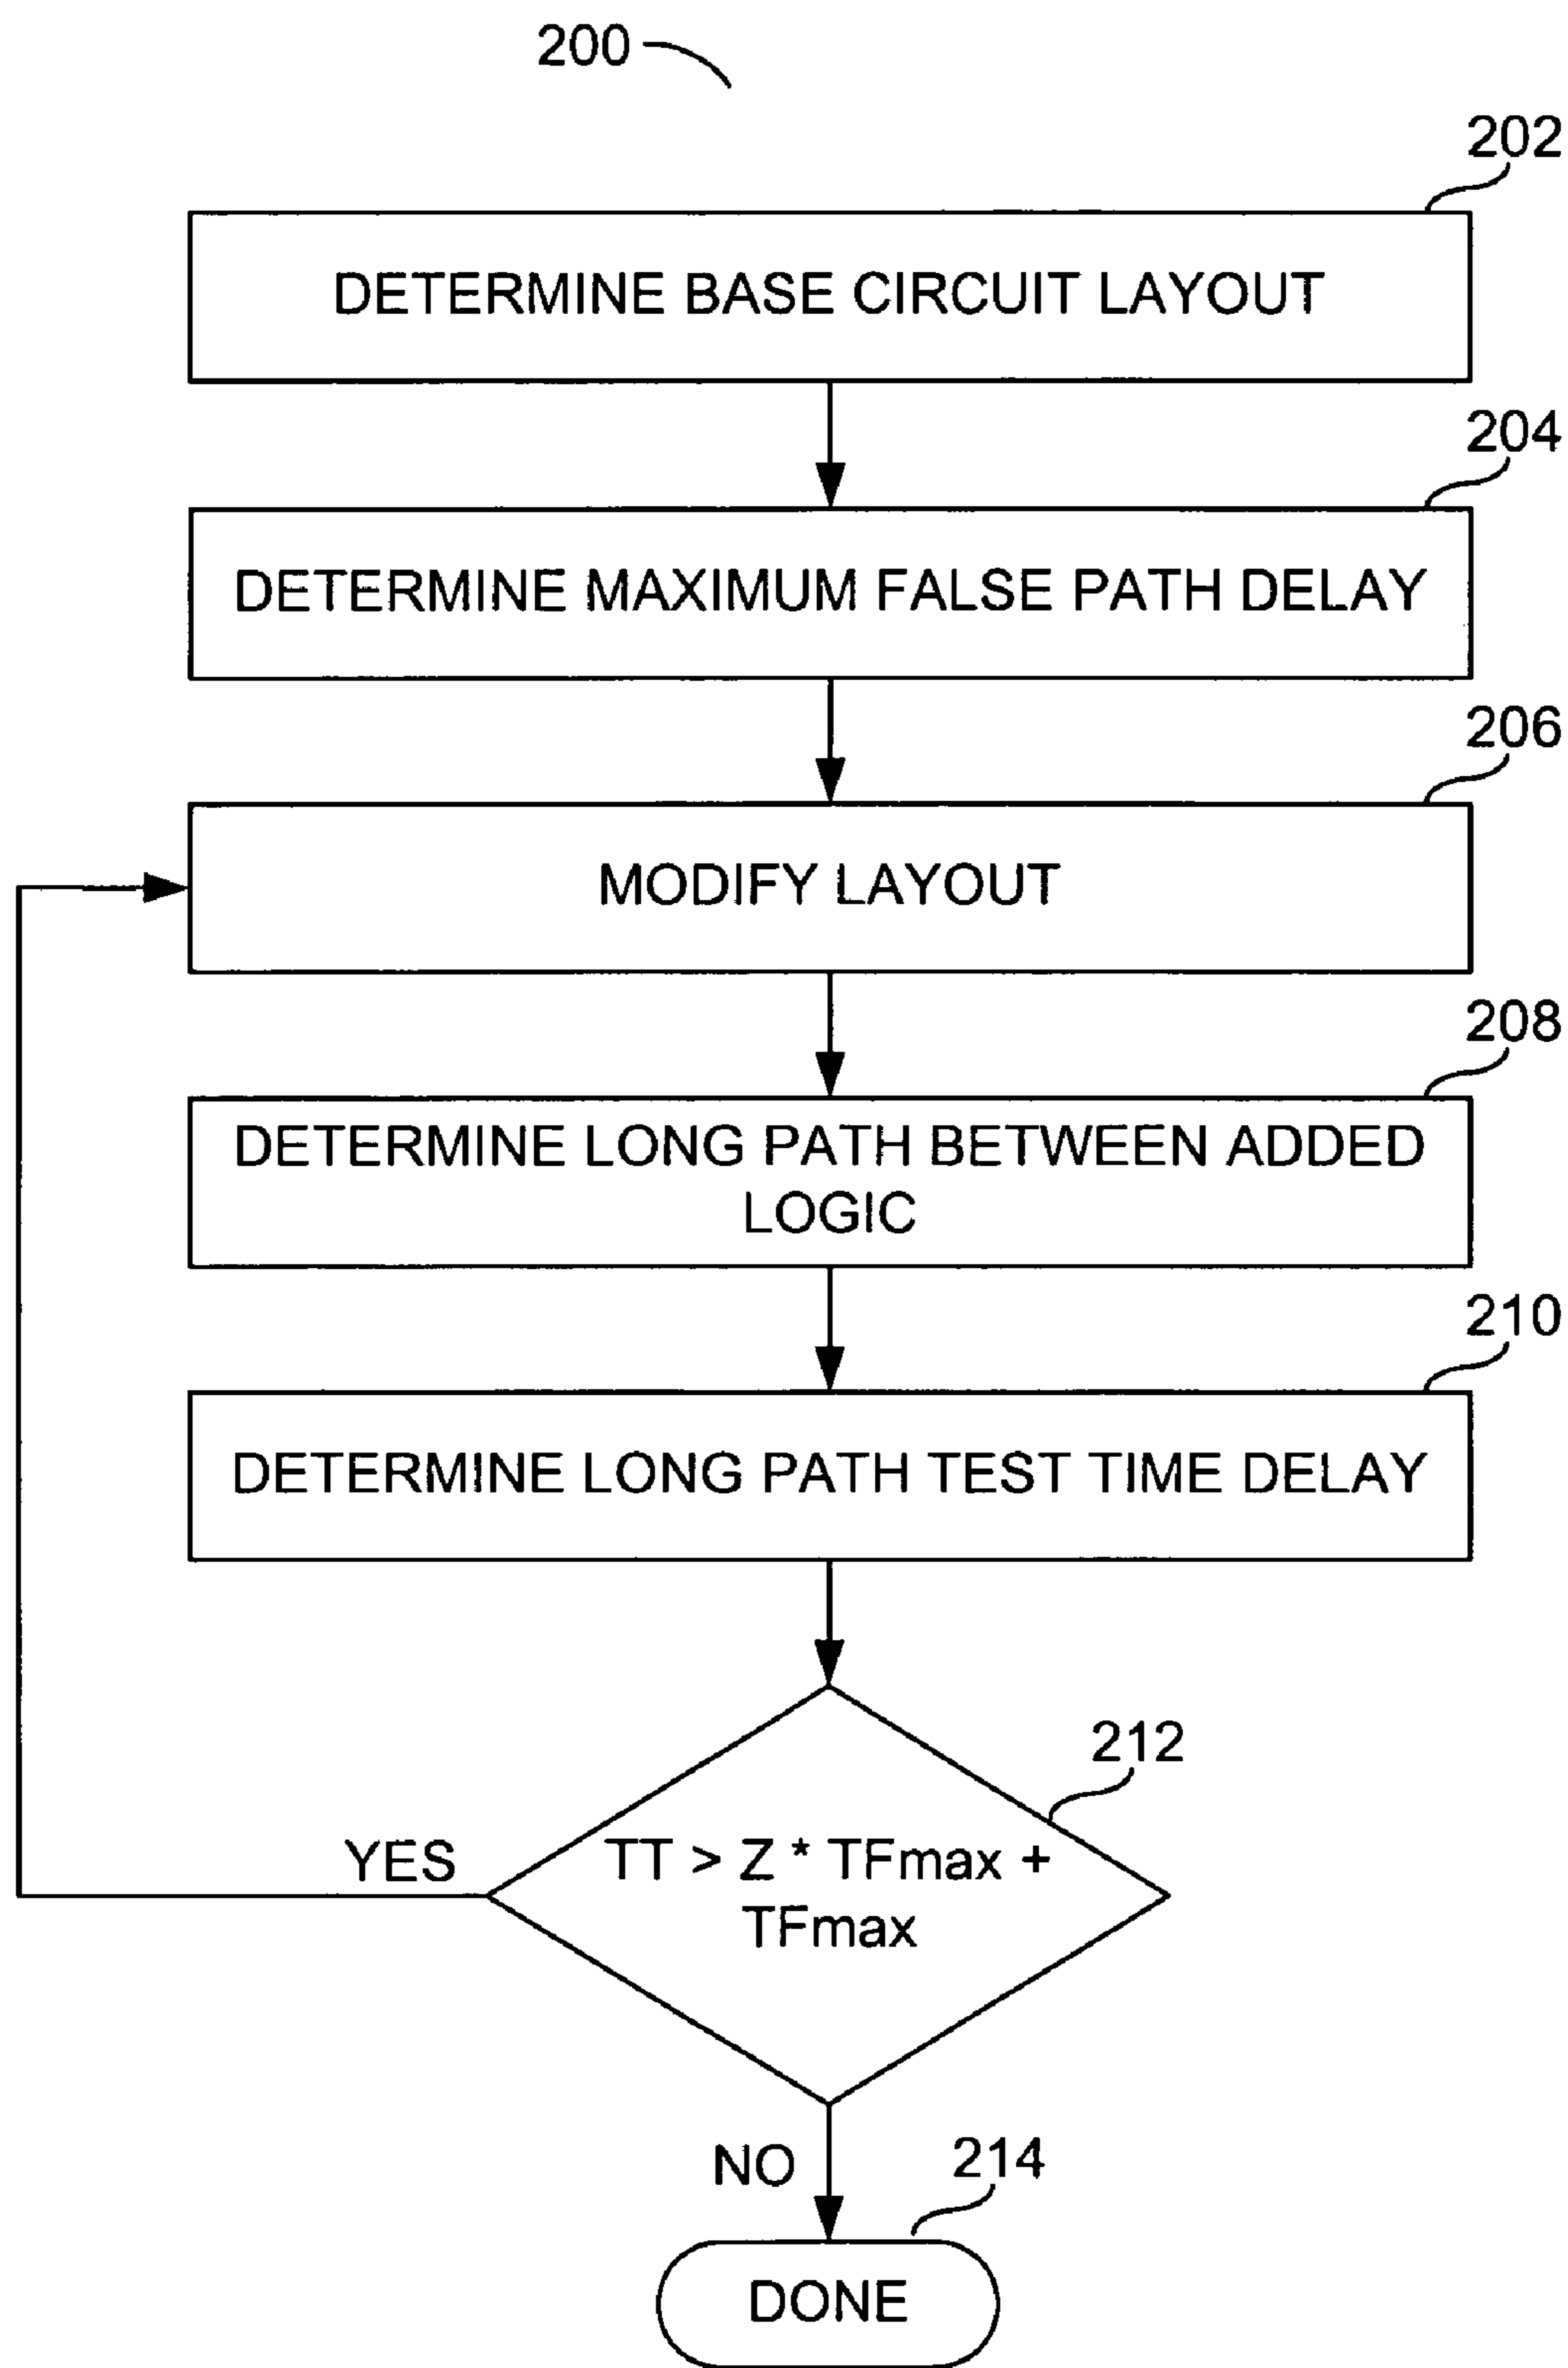 200
202
DETERMINE BASE CIRCUIT LAYOUT
204
DETERMINE MAXIMUM FALSE PATH DELAY
206
MODIFY LAYOUT
208
DETERMINE LONG PATH BETWEEN ADDED
LOGIC
210
DETERMINE LONG PATH TEST TIME DELAY
212
YES
TT > Z * TFmax +
TFmax
NO
214
DONE